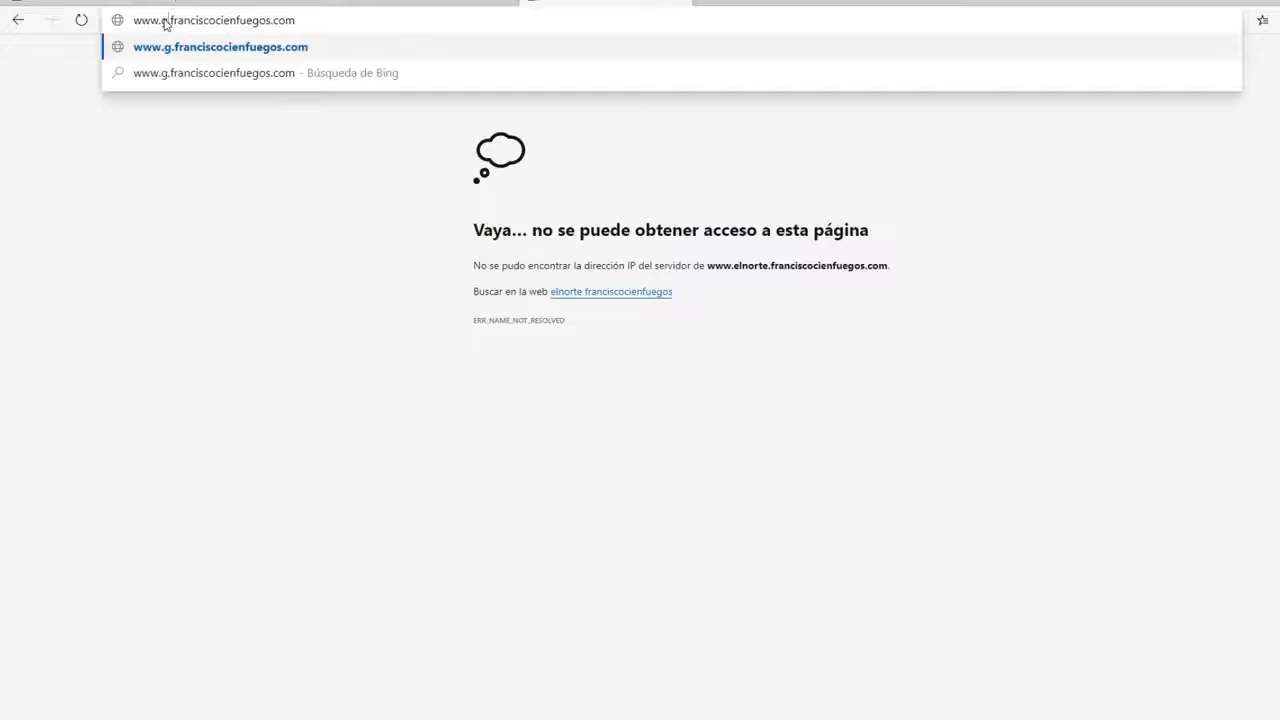 www.g.franciscocienfuegos.com
www.g.franciscocienfuegos.com
www.g.franciscocienfuegos.com - Búsqueda de Bing
Vaya... no se puede obtener acceso a esta página
No se pudo encontrar la dirección IP del servidor de www.elnorte.franciscocienfuegos.com.
Buscar en la web elnorte franciscocienfuegos
ERR_NAME_NOT_RESOLVED